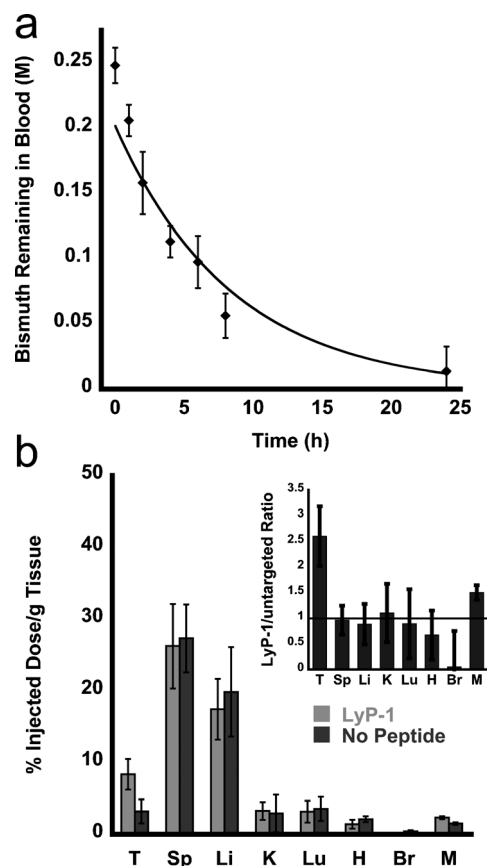 a
Bismuth Remaining in Blood (M)
0.25
0.2
0.15
0.1
0.05
0
0 5 10 15 20 25
Time (h)
b
% Injected Dose/g Tissue
50
40
30
20
10
0
T Sp Li K Lu H Br M
LyP-1/untargeted Ratio
3.5
3
2.5
2
1.5
1
0.5
0
T Sp Li K Lu H Br M
LyP-1
No Peptide